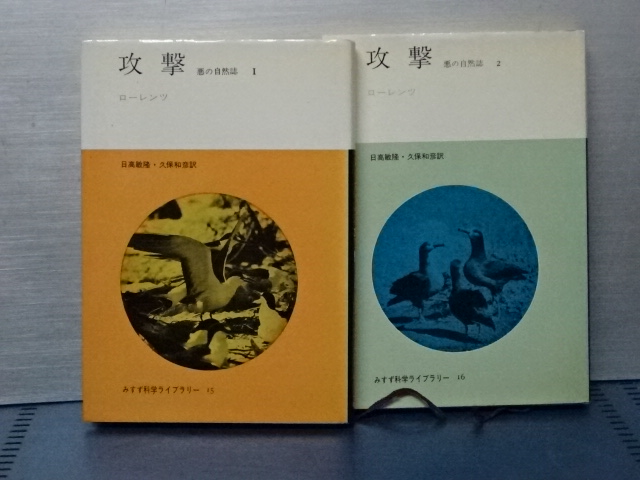 攻撃 悪の自然誌 1
ローレンツ
日高敏隆・久保和彦訳
みすず科学ライブラリー 15
攻撃 悪の自然誌 2
ローレンツ
日高敏隆・久保和彦訳
みすず科学ライブラリー 16